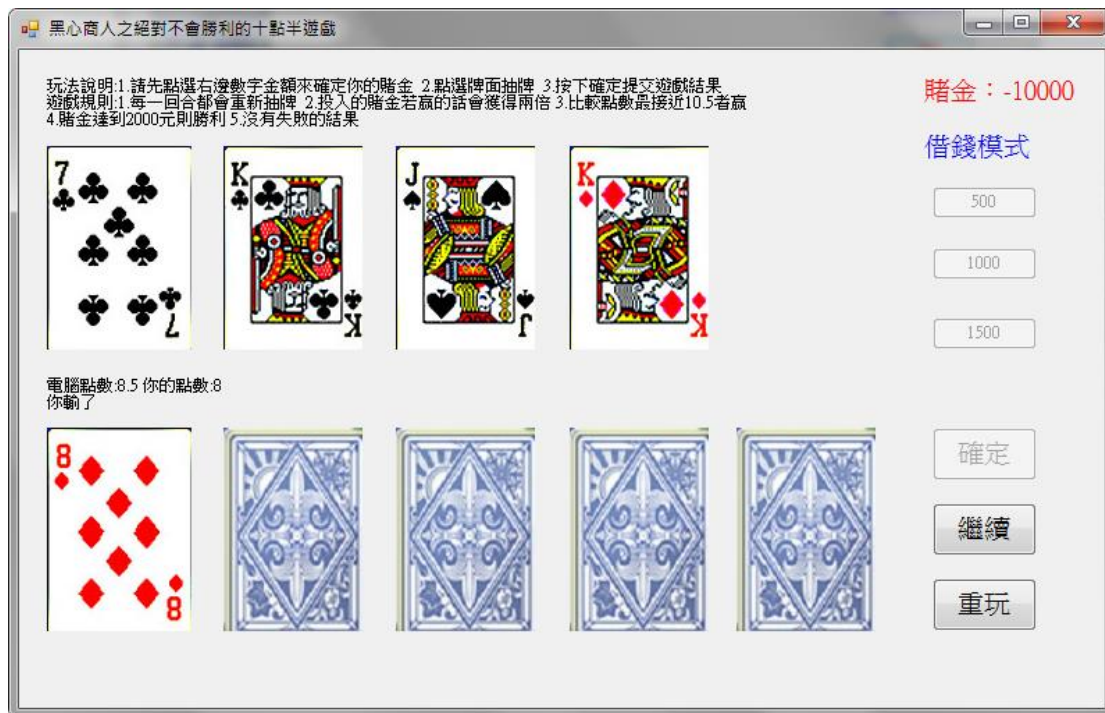 黑心商人之絕對不會勝利的十點半遊戲
玩法說明:1.請先點選右邊數字金額來確定你的賭金 2.點選牌面抽牌 3.按下確定提交遊戲結果
遊戲規則:1.每一回合都會重新抽牌 2.投入的賭金若贏的話會獲得兩倍 3.比較點數最接近10.5者贏
4.賭金達到2000元則勝利 5.沒有失敗的結果
賭金：-10000
借錢模式
500
1000
1500
7
7
K
K
J
J
K
K
電腦點數:8.5 你的點數:8
你輸了
8
8
確定
繼續
重玩